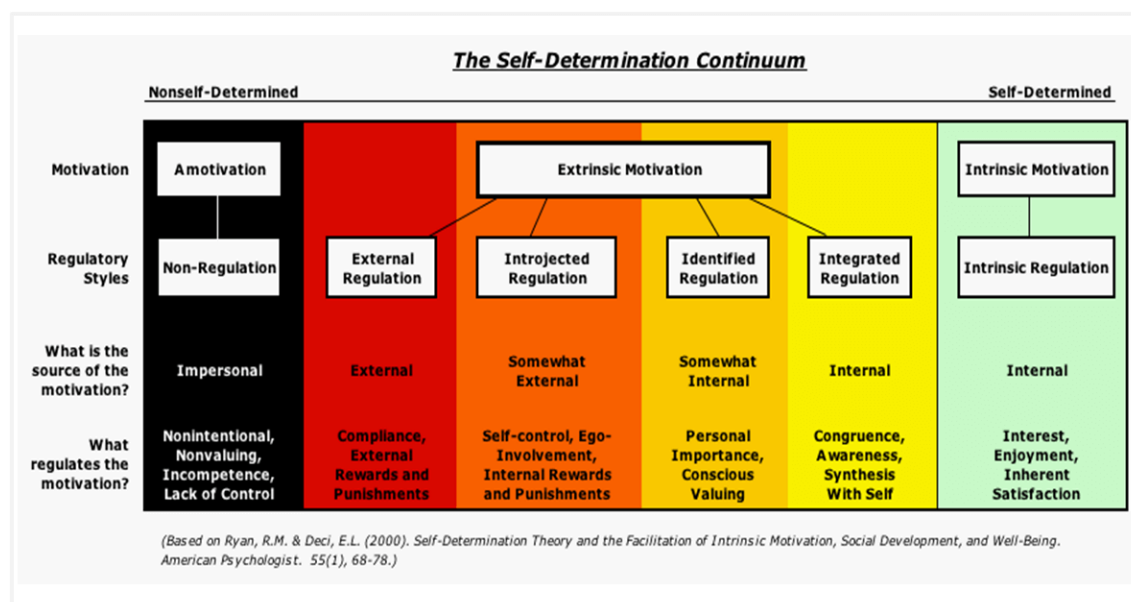 The Self-Determination Continuum
Nonself-Determined
Self-Determined
Motivation
Amotivation
Extrinsic Motivation
Intrinsic Motivation
Regulatory
Styles
Non-Regulation
External
Regulation
Introjected
Regulation
Identified
Regulation
Integrated
Regulation
Intrinsic Regulation
What is the
source of the
motivation?
Impersonal
External
Somewhat
External
Somewhat
Internal
Internal
Internal
What
regulates the
motivation?
Nonintentional,
Nonvaluing,
Incompetence,
Lack of Control
Compliance,
External
Rewards and
Punishments
Self-control, Ego-
Involvement,
Internal Rewards
and Punishments
Personal
Importance,
Conscious
Valuing
Congruence,
Awareness,
Synthesis
With Self
Interest,
Enjoyment,
Inherent
Satisfaction
(Based on Ryan, R.M. & Deci, E.L. (2000). Self-Determination Theory and the Facilitation of Intrinsic Motivation, Social Development, and Well-Being.
American Psychologist. 55(1), 68-78.)